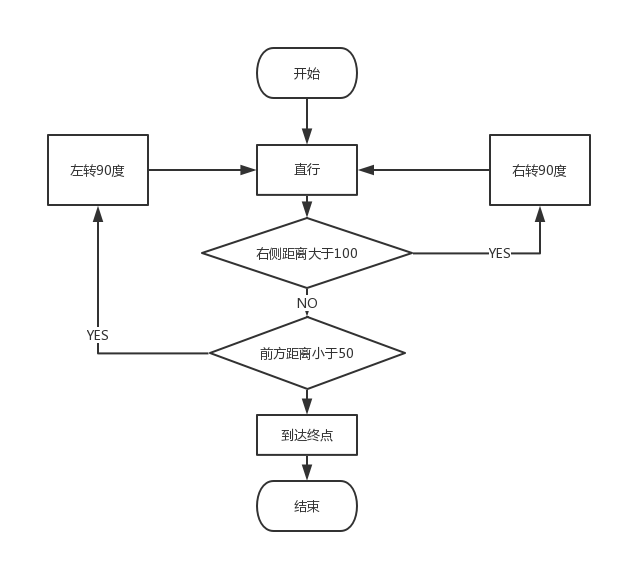 开始
左转90度
直行
右转90度
右侧距离大于100
YES
NO
YES
前方距离小于50
到达终点
结束